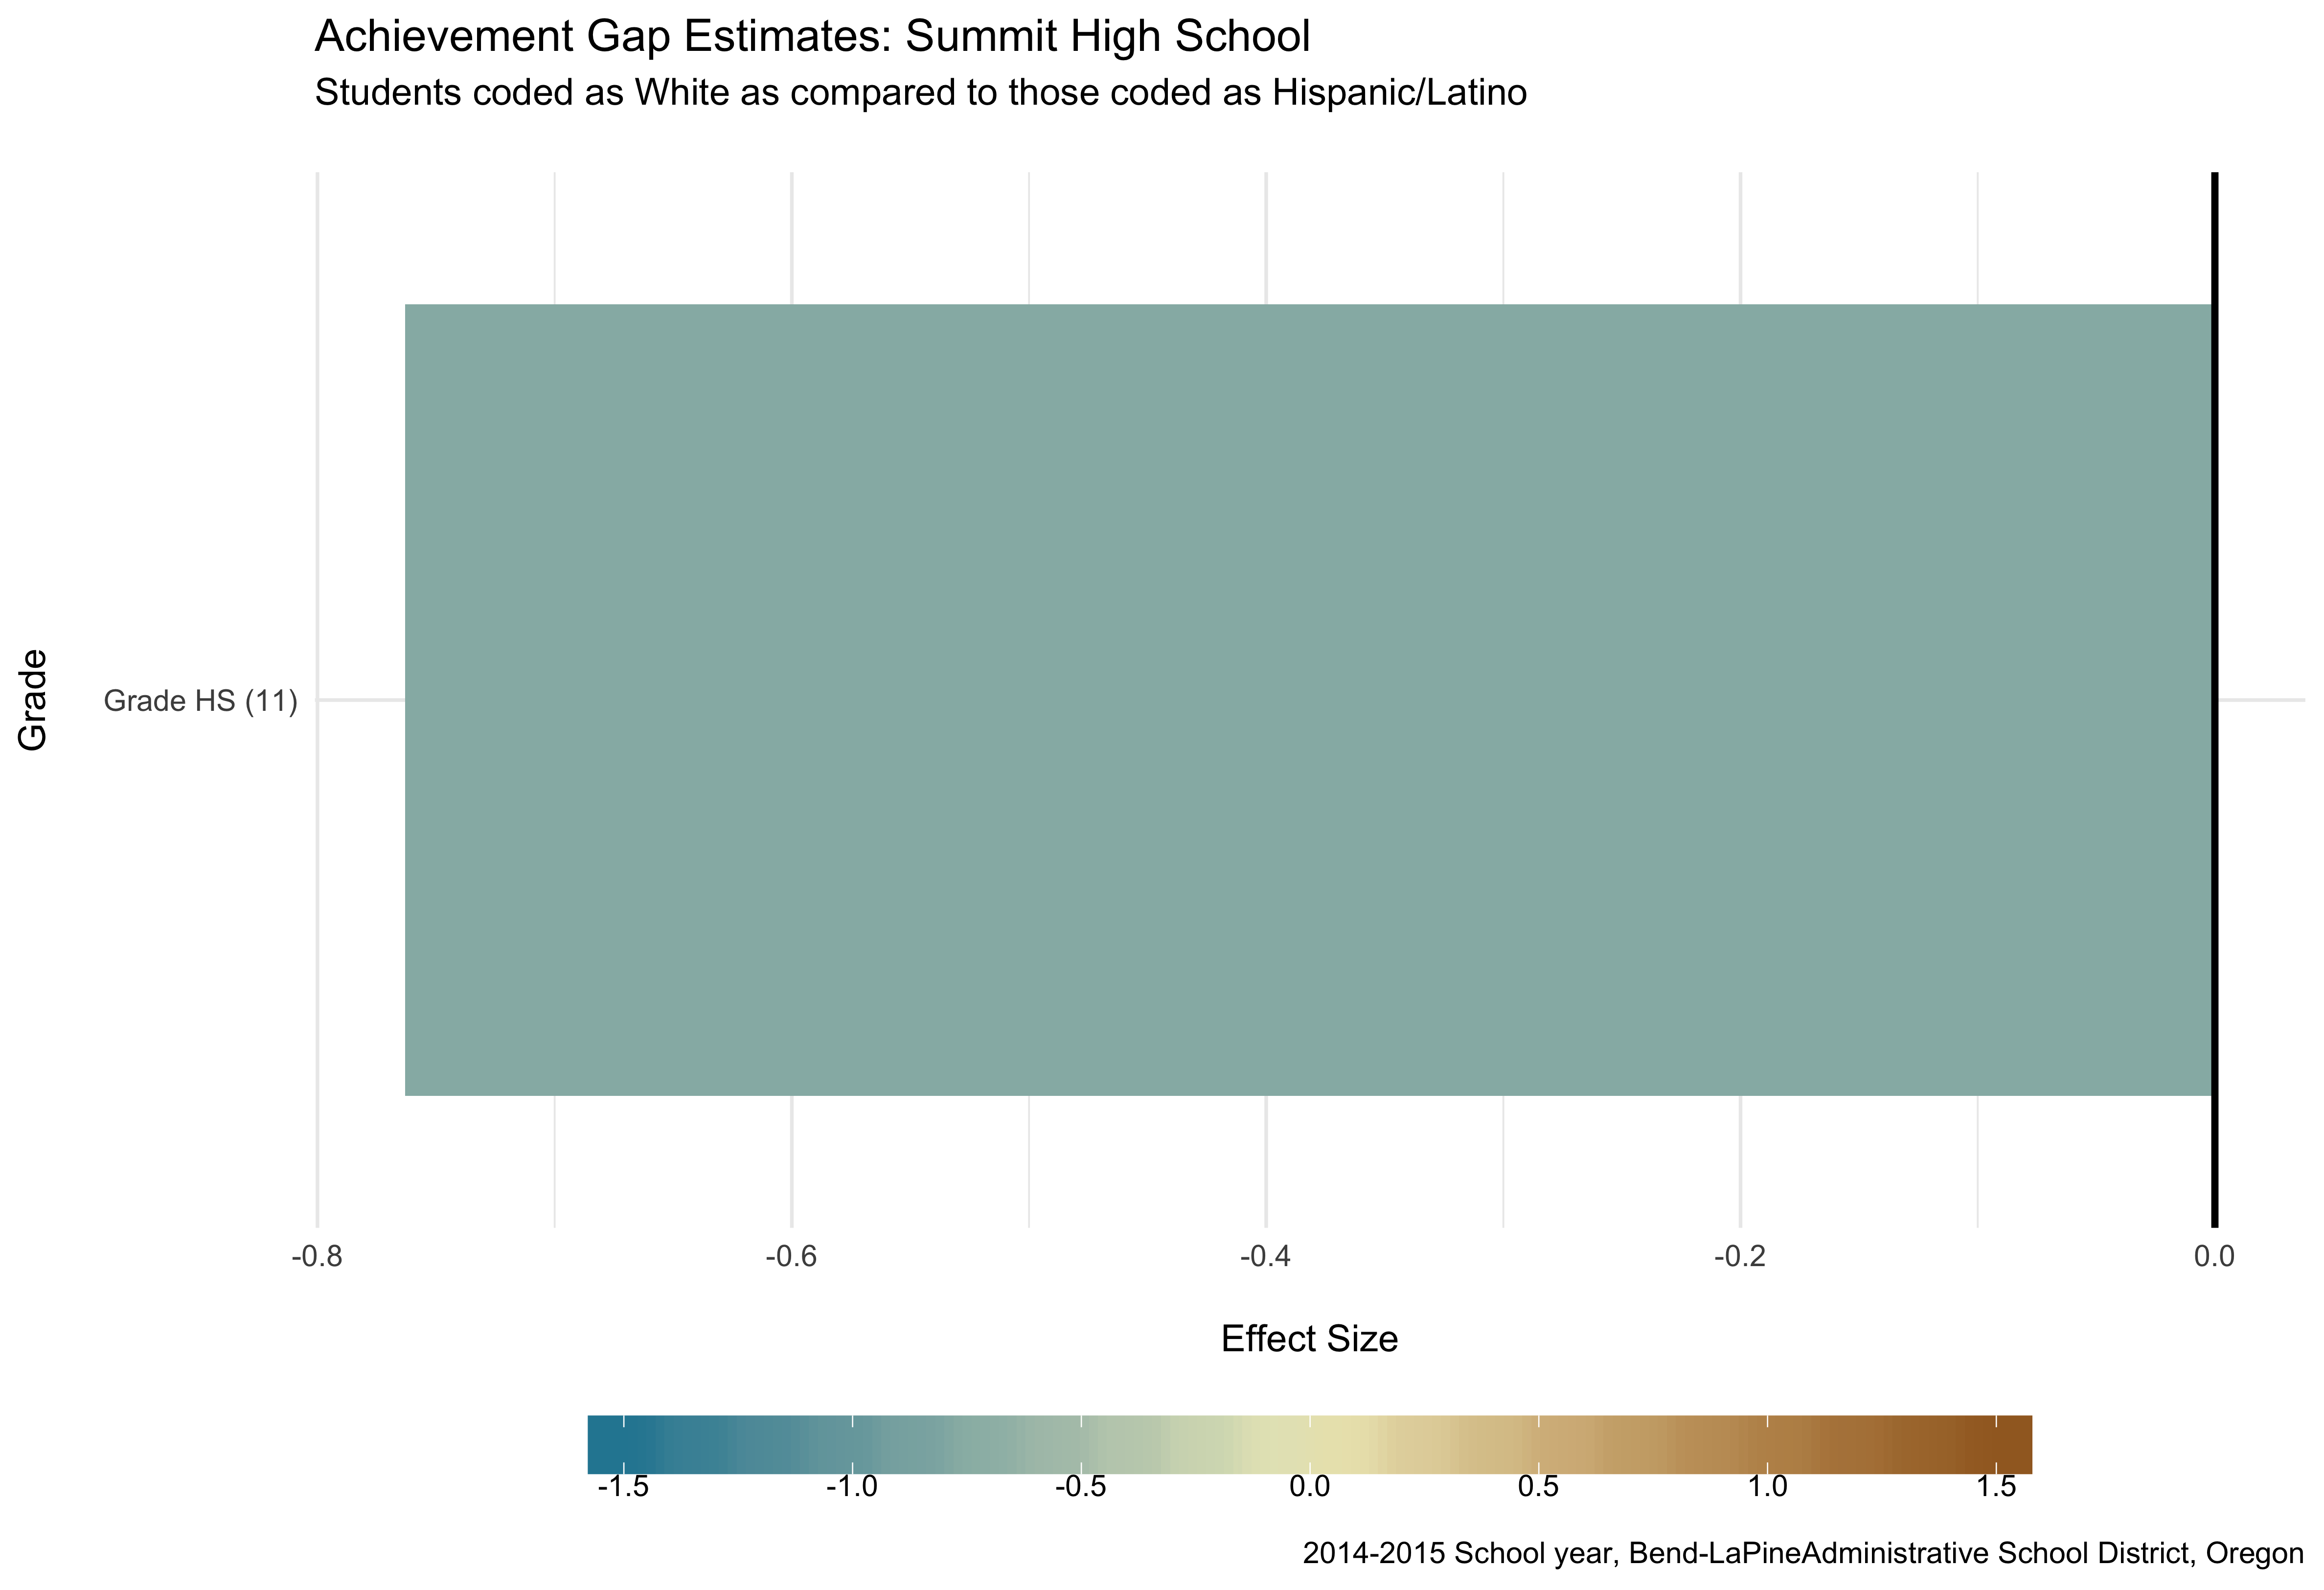 Achievement Gap Estimates: Summit High School
Students coded as White as compared to those coded as Hispanic/Latino
Grade
Grade HS (11)
-0.8
-0.6
-0.4
-0.2
0.0
Effect Size
-1.5
-1.0
-0.5
0.0
0.5
1.0
1.5
2014-2015 School year, Bend-LaPineAdministrative School District, Oregon